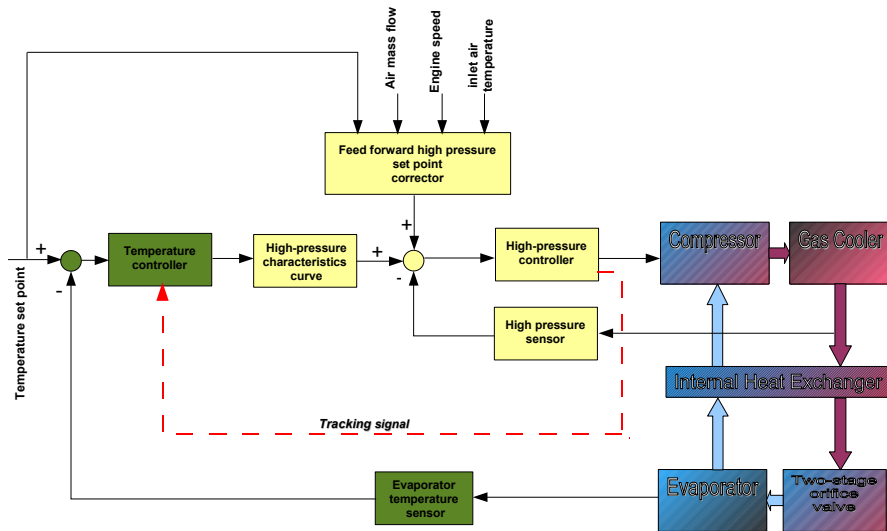 Air mass flow
Engine speed
inlet air
temperature
Feed forward high pressure
set point
corrector
+
+
+
-
-
Temperature set point
Temperature
controller
High-pressure
characteristics
curve
High-pressure
controller
High pressure
sensor
Compressor
Gas Cooler
Internal Heat Exchanger
Tracking signal
Evaporator
temperature
sensor
Evaporator
Two-stage
orifice
valve